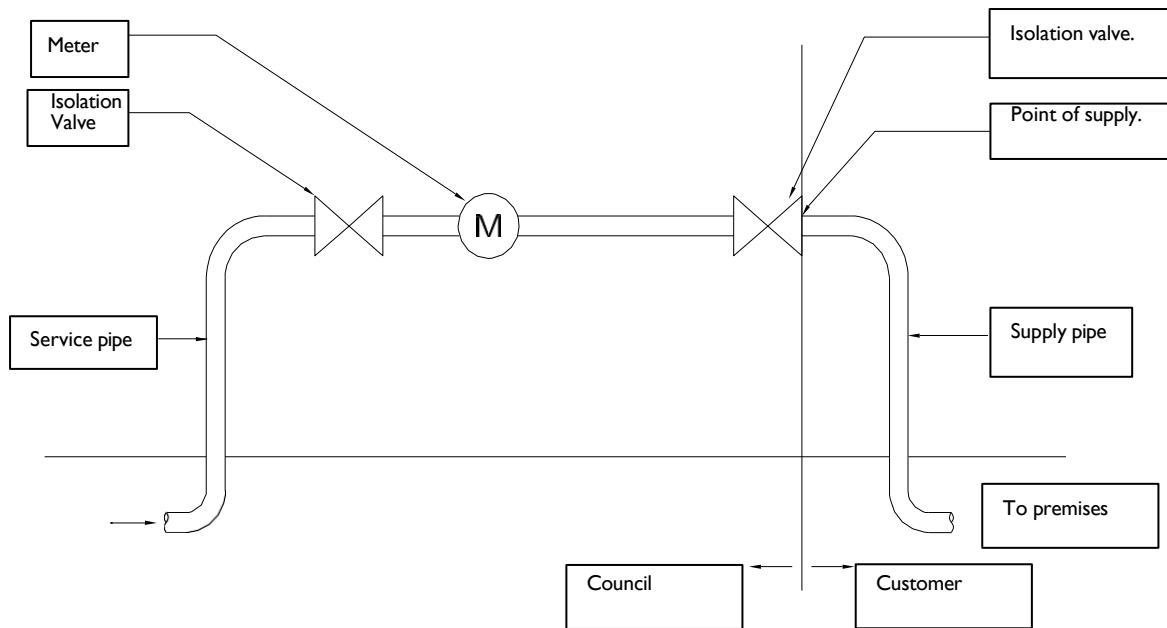 Meter
Isolation valve.
Isolation
Valve
Point of supply.
M
Service pipe
Supply pipe
To premises
Council
Customer